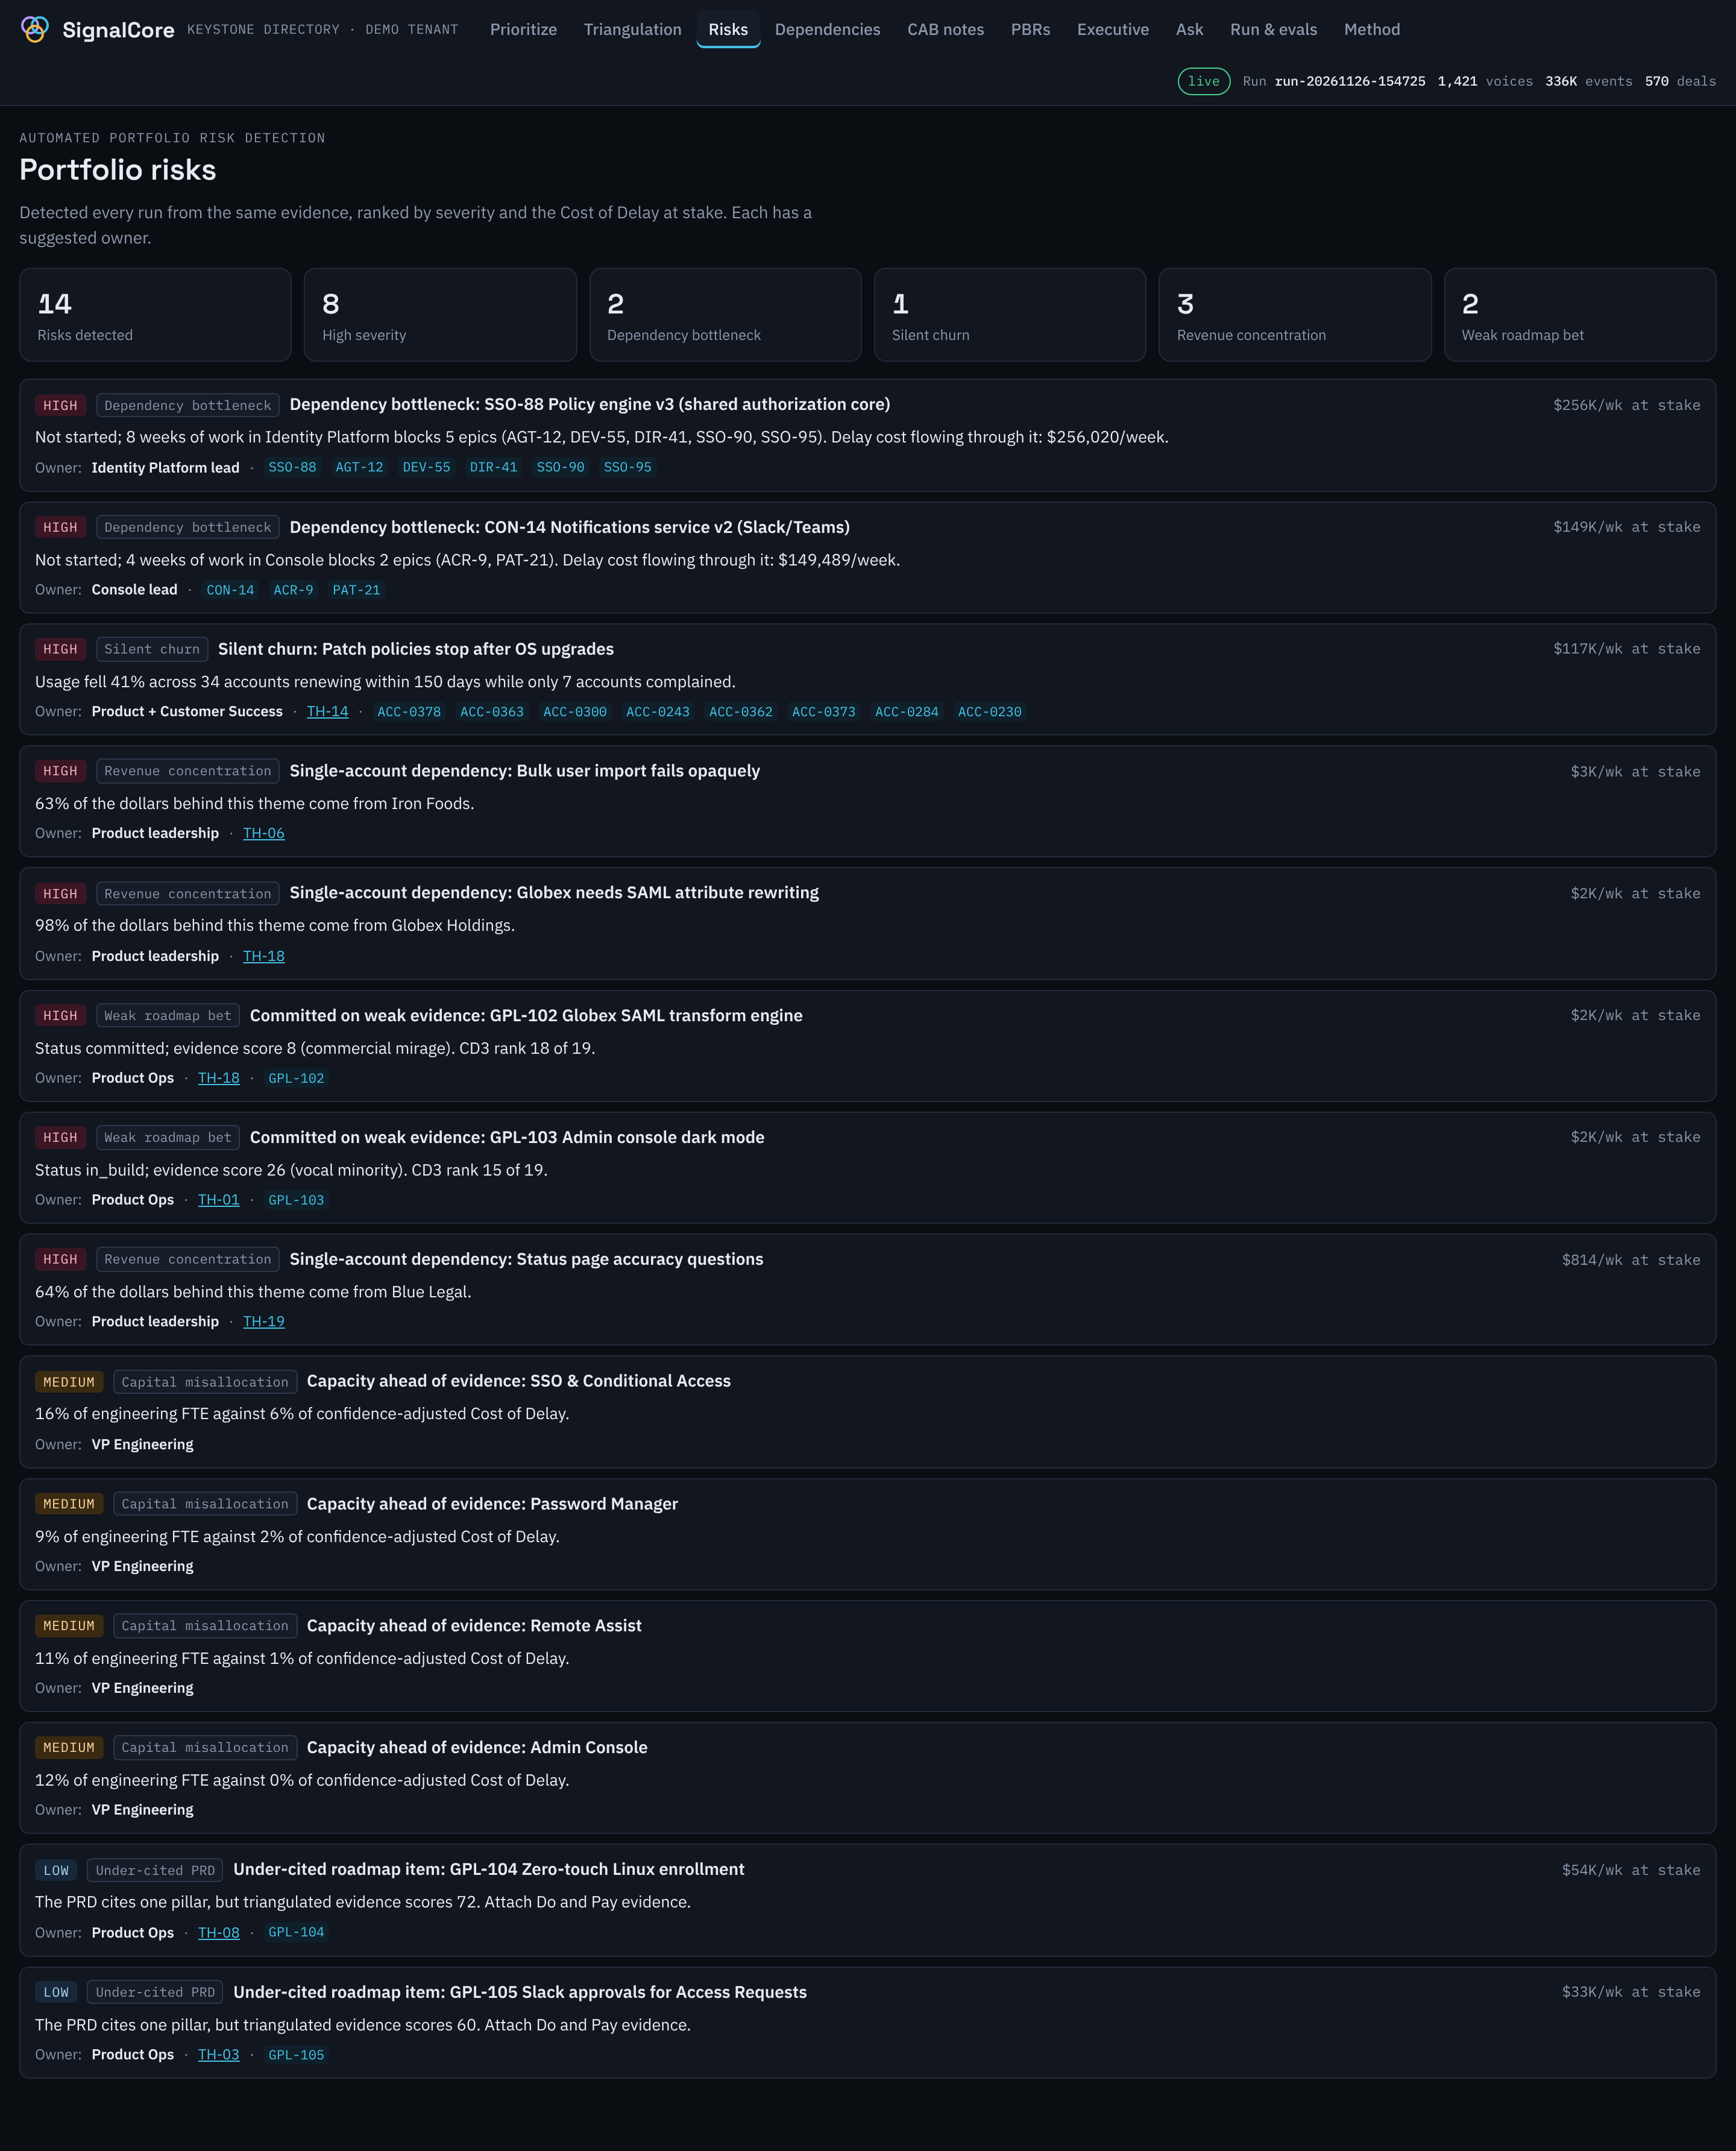 SignalCore KEYSTONE DIRECTORY · DEMO TENANT Prioritize Triangulation Risks Dependencies CAB notes PBRs Executive Ask Run & evals Method
live Run run-20261126-154725 1,421 voices 336K events 570 deals
AUTOMATED PORTFOLIO RISK DETECTION
Portfolio risks
Detected every run from the same evidence, ranked by severity and the Cost of Delay at stake. Each has a
suggested owner.
14 8 2 1 3 2
Risks detected High severity Dependency bottleneck Silent churn Revenue concentration Weak roadmap bet
HIGH Dependency bottleneck Dependency bottleneck: SSO-88 Policy engine v3 (shared authorization core) $256K/wk at stake
Not started; 8 weeks of work in Identity Platform blocks 5 epics (AGT-12, DEV-55, DIR-41, SSO-90, SSO-95). Delay cost flowing through it: $256,020/week.
Owner: Identity Platform lead · SSO-88 AGT-12 DEV-55 DIR-41 SSO-90 SSO-95
HIGH Dependency bottleneck Dependency bottleneck: CON-14 Notifications service v2 (Slack/Teams) $149K/wk at stake
Not started; 4 weeks of work in Console blocks 2 epics (ACR-9, PAT-21). Delay cost flowing through it: $149,489/week.
Owner: Console lead · CON-14 ACR-9 PAT-21
HIGH Silent churn Silent churn: Patch policies stop after OS upgrades $117K/wk at stake
Usage fell 41% across 34 accounts renewing within 150 days while only 7 accounts complained.
Owner: Product + Customer Success · TH-14 · ACC-0378 ACC-0363 ACC-0300 ACC-0243 ACC-0362 ACC-0373 ACC-0284 ACC-0230
HIGH Revenue concentration Single-account dependency: Bulk user import fails opaquely $3K/wk at stake
63% of the dollars behind this theme come from Iron Foods.
Owner: Product leadership · TH-06
HIGH Revenue concentration Single-account dependency: Globex needs SAML attribute rewriting $2K/wk at stake
98% of the dollars behind this theme come from Globex Holdings.
Owner: Product leadership · TH-18
HIGH Weak roadmap bet Committed on weak evidence: GPL-102 Globex SAML transform engine $2K/wk at stake
Status committed; evidence score 8 (commercial mirage). CD3 rank 18 of 19.
Owner: Product Ops · TH-18 · GPL-102
HIGH Weak roadmap bet Committed on weak evidence: GPL-103 Admin console dark mode $2K/wk at stake
Status in_build; evidence score 26 (vocal minority). CD3 rank 15 of 19.
Owner: Product Ops · TH-01 · GPL-103
HIGH Revenue concentration Single-account dependency: Status page accuracy questions $814/wk at stake
64% of the dollars behind this theme come from Blue Legal.
Owner: Product leadership · TH-19
MEDIUM Capital misallocation Capacity ahead of evidence: SSO & Conditional Access
16% of engineering FTE against 6% of confidence-adjusted Cost of Delay.
Owner: VP Engineering
MEDIUM Capital misallocation Capacity ahead of evidence: Password Manager
9% of engineering FTE against 2% of confidence-adjusted Cost of Delay.
Owner: VP Engineering
MEDIUM Capital misallocation Capacity ahead of evidence: Remote Assist
11% of engineering FTE against 1% of confidence-adjusted Cost of Delay.
Owner: VP Engineering
MEDIUM Capital misallocation Capacity ahead of evidence: Admin Console
12% of engineering FTE against 0% of confidence-adjusted Cost of Delay.
Owner: VP Engineering
LOW Under-cited PRD Under-cited roadmap item: GPL-104 Zero-touch Linux enrollment $54K/wk at stake
The PRD cites one pillar, but triangulated evidence scores 72. Attach Do and Pay evidence.
Owner: Product Ops · TH-08 · GPL-104
LOW Under-cited PRD Under-cited roadmap item: GPL-105 Slack approvals for Access Requests $33K/wk at stake
The PRD cites one pillar, but triangulated evidence scores 60. Attach Do and Pay evidence.
Owner: Product Ops · TH-03 · GPL-105